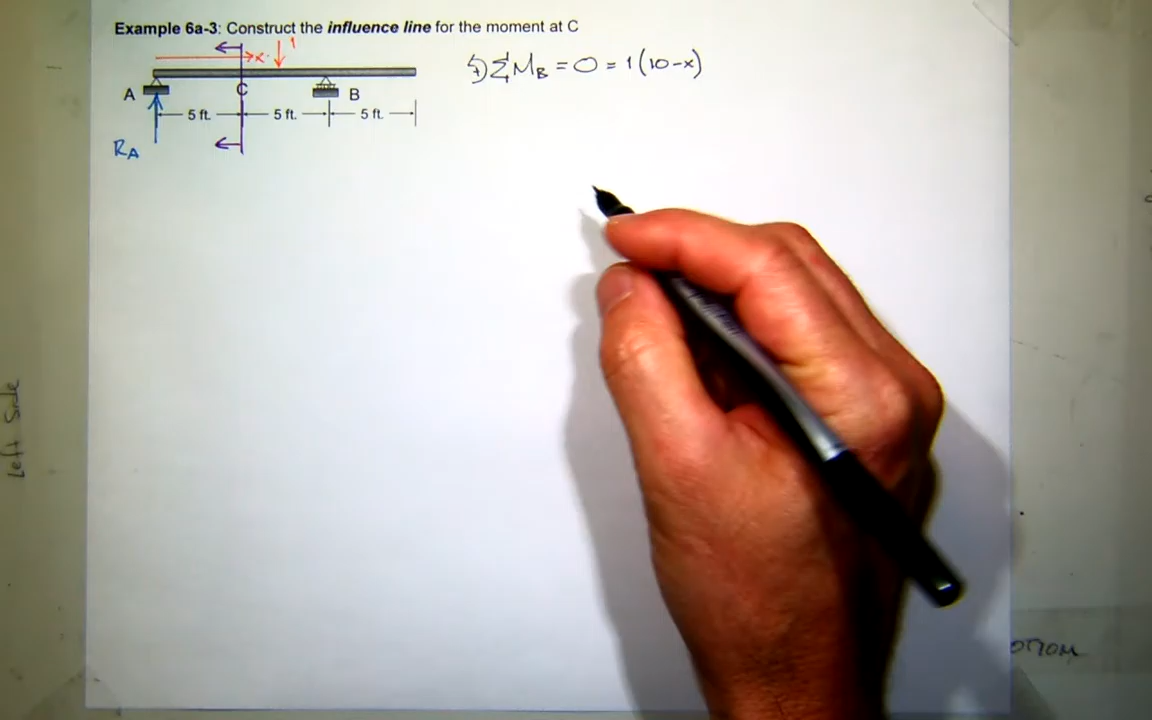 Example 6a-3: Construct the influence line for the moment at C
x 1
A C B
5 ft. 5 ft. 5 ft.
RA
ΣMB = 0 = 1(10-x)
Left Side